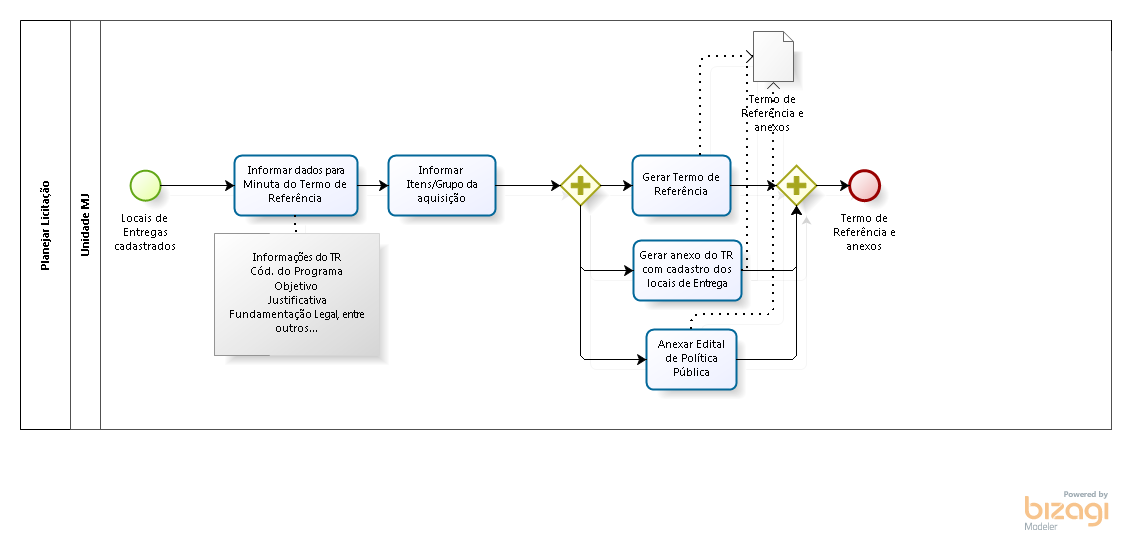 Planejar Licitação
Unidade MJ
Locais de
Entregas
cadastrados
Informar dados para
Minuta do Termo de
Referência
Informações do TR
Cód. do Programa
Objetivo
Justificativa
Fundamentação Legal, entre
outros...
Informar
Itens/Grupo da
aquisição
Gerar Termo de
Referência
Gerar anexo do TR
com cadastro dos
locais de Entrega
Anexar Edital
de Política
Pública
Termo de
Referência e
anexos
Termo de
Referência e
anexos
Powered by
bizagi
Modeler